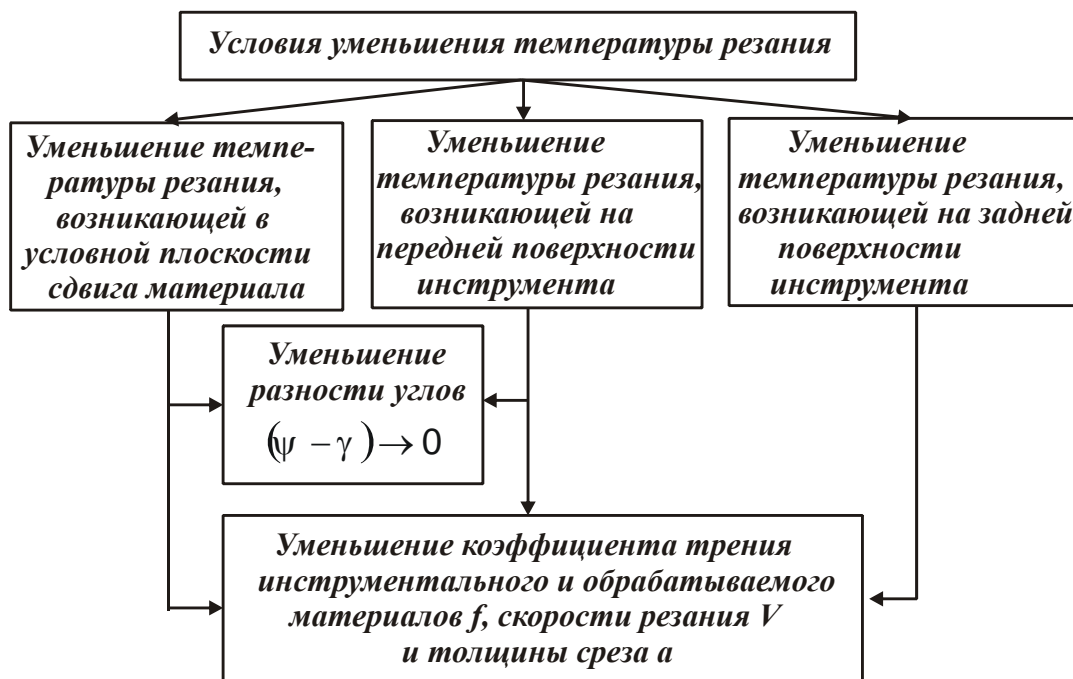 Условия уменьшения температуры резания
Уменьшение темпе-
ратуры резания,
возникающей в
условной плоскости
сдвига материала
Уменьшение
температуры резания,
возникающей на
передней поверхности
инструмента
Уменьшение
температуры резания,
возникающей на задней
поверхности
инструмента
Уменьшение
разности углов
(ψ − γ) → 0
Уменьшение коэффициента трения
инструментального и обрабатываемого
материалов f, скорости резания V
и толщины среза a